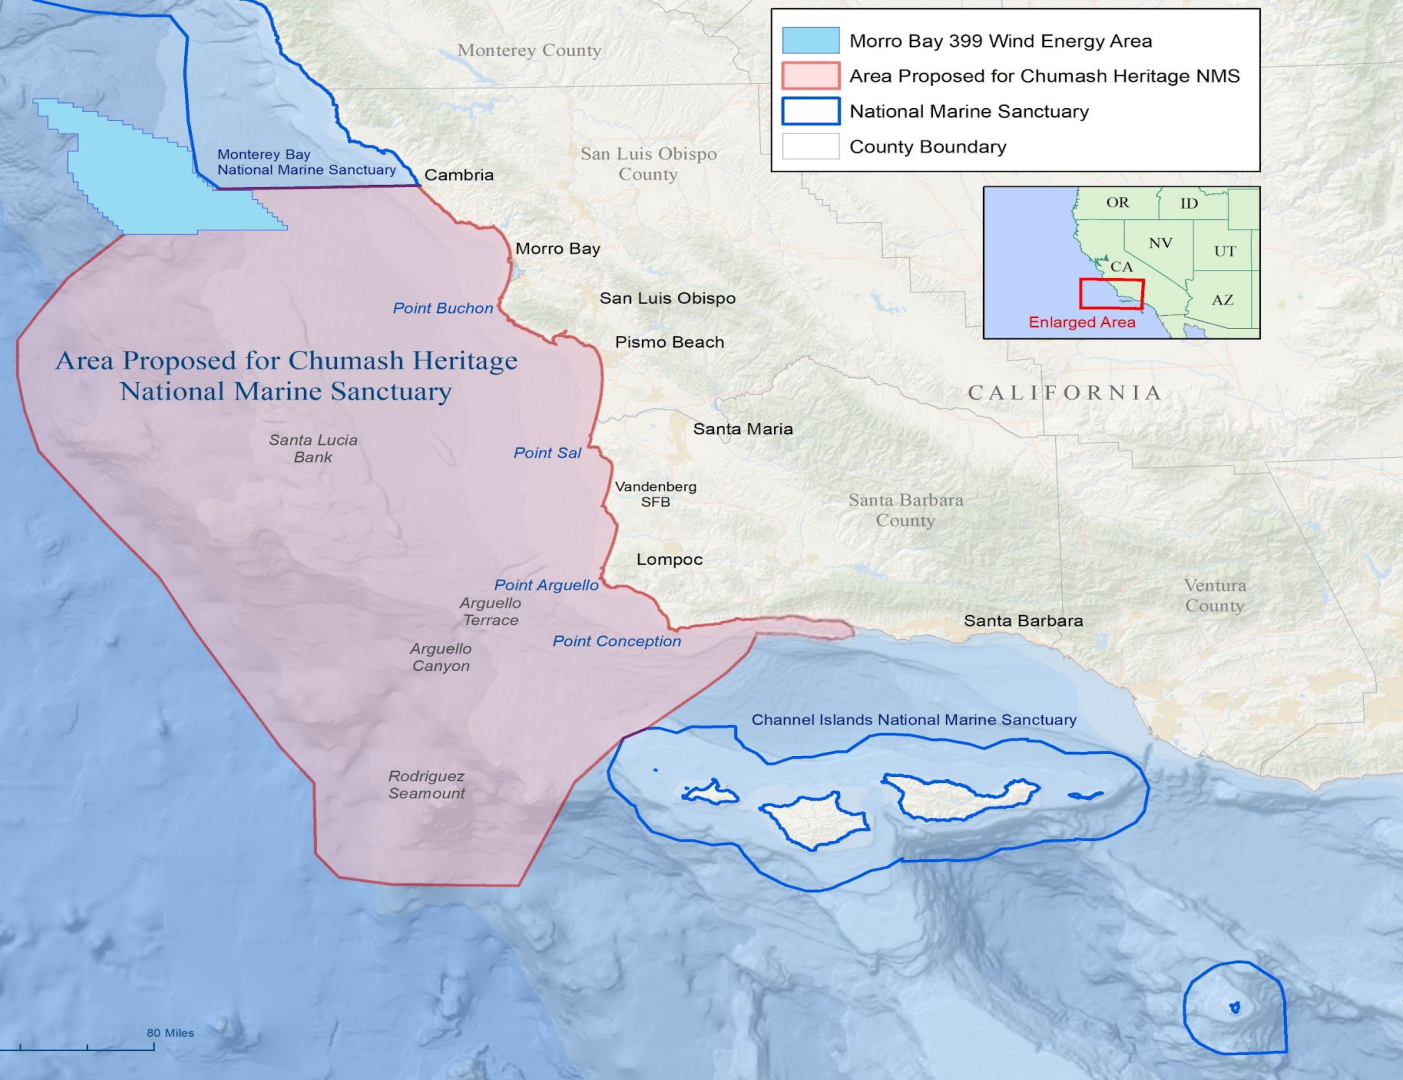 Morro Bay 399 Wind Energy Area
Area Proposed for Chumash Heritage NMS
National Marine Sanctuary
County Boundary
Monterey County
San Luis Obispo
County
Monterey Bay
National Marine Sanctuary
Cambria
OR
ID
NV
UT
CA
AZ
Enlarged Area
Morro Bay
San Luis Obispo
Point Buchon
Pismo Beach
Area Proposed for Chumash Heritage
National Marine Sanctuary
CALIFORNIA
Santa Lucia
Bank
Santa Maria
Point Sal
Vandenberg
SFB
Santa Barbara
County
Lompoc
Point Arguello
Ventura
County
Arguello
Terrace
Santa Barbara
Point Conception
Arguello
Canyon
Channel Islands National Marine Sanctuary
Rodriguez
Seamount
80 Miles